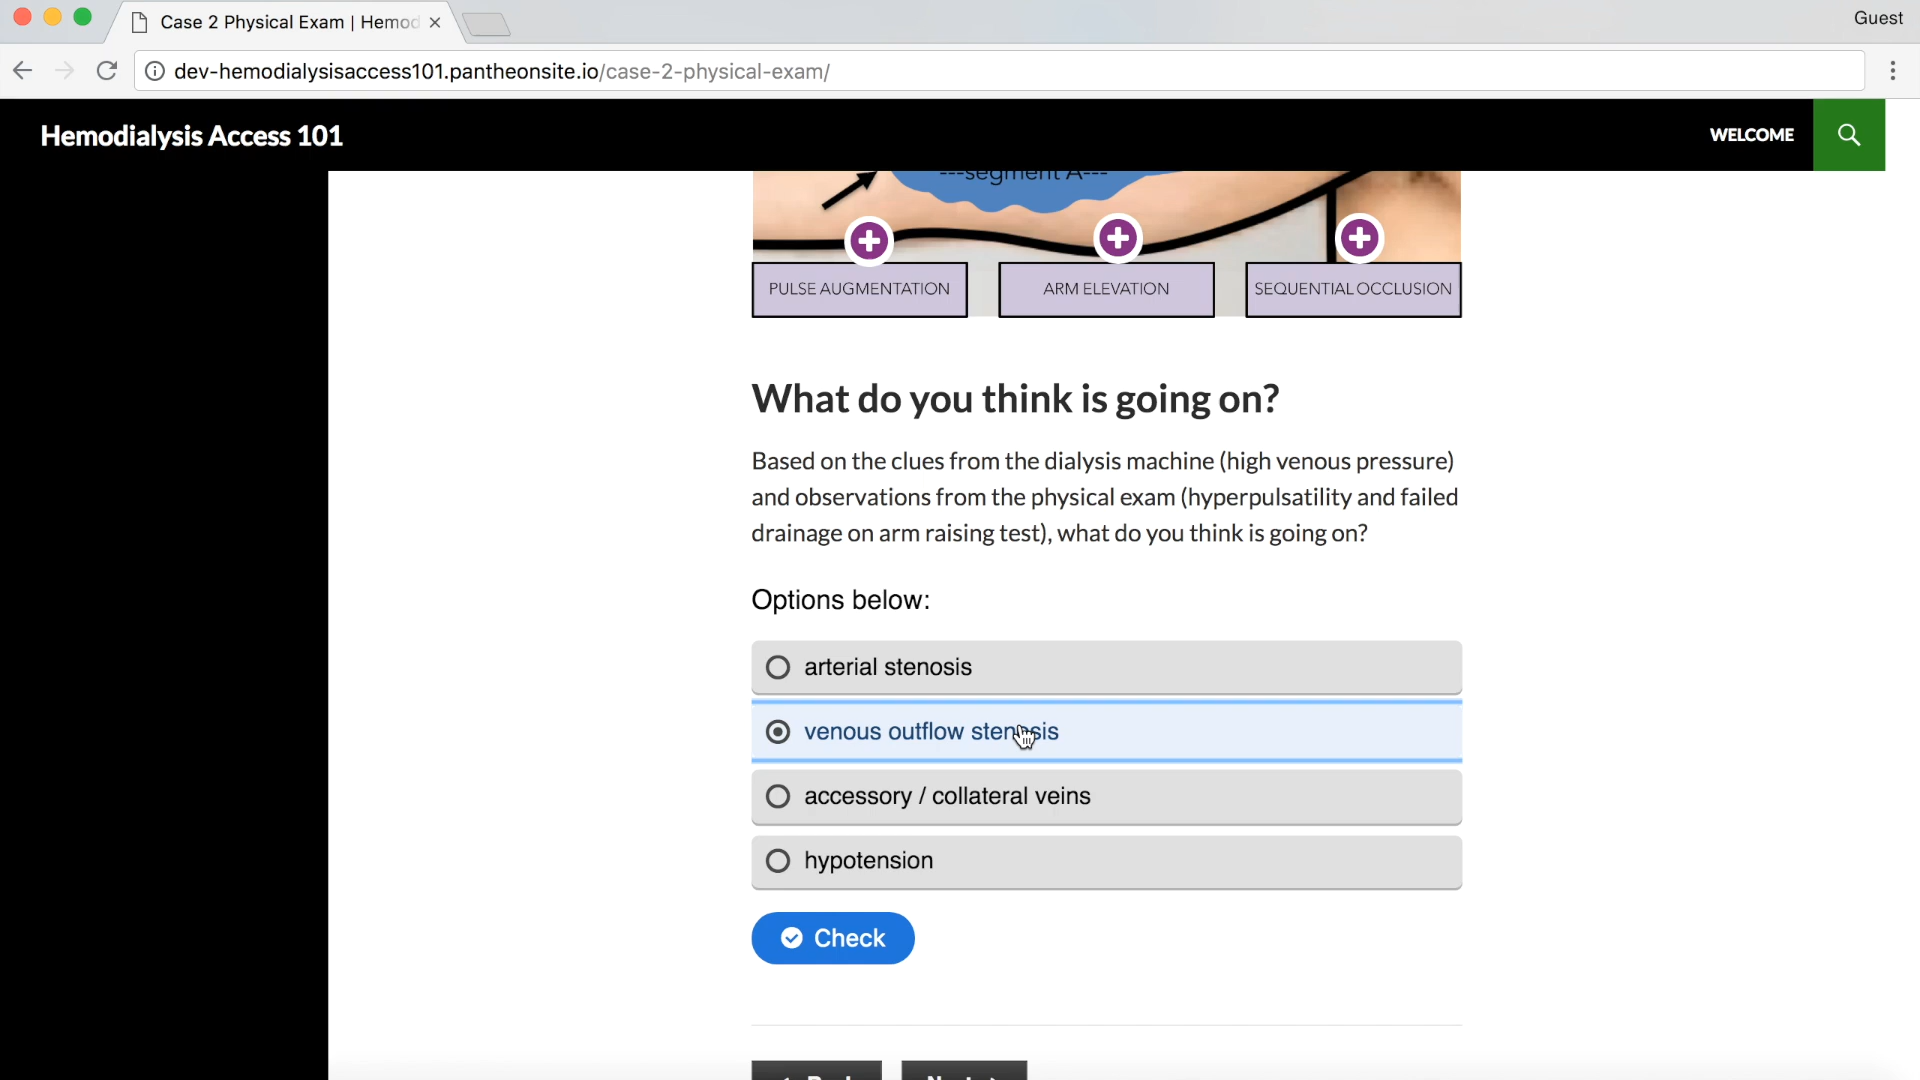 Case 2 Physical Exam | Hemod
Guest
dev-hemodialysisaccess101.pantheonsite.io/case-2-physical-exam/
Hemodialysis Access 101
WELCOME
---segment A---
PULSE AUGMENTATION
ARM ELEVATION
SEQUENTIAL OCCLUSION
What do you think is going on?
Based on the clues from the dialysis machine (high venous pressure)
and observations from the physical exam (hyperpulsatility and failed
drainage on arm raising test), what do you think is going on?
Options below:
arterial stenosis
venous outflow stenosis
accessory / collateral veins
hypotension
Check